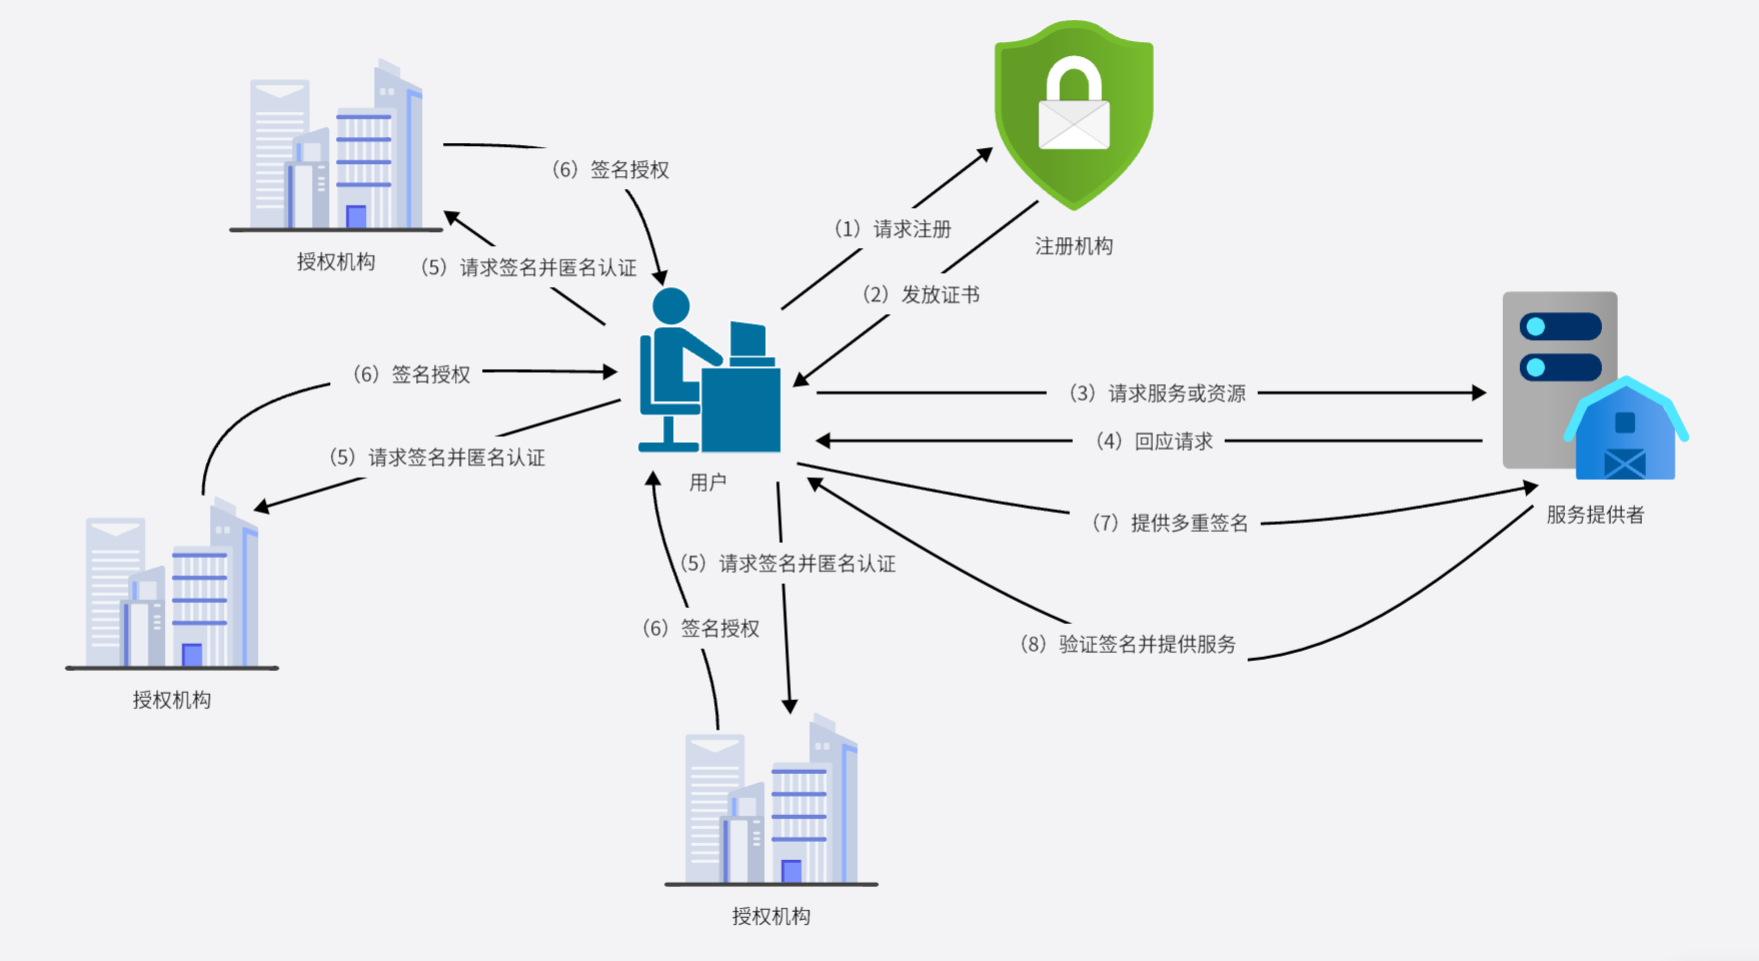 （6）签名授权
（1）请求注册
注册机构
授权机构
（5）请求签名并匿名认证
（2）发放证书
（6）签名授权
（3）请求服务或资源
（4）回应请求
（5）请求签名并匿名认证
用户
（7）提供多重签名
服务提供者
（5）请求签名并匿名认证
（6）签名授权
（8）验证签名并提供服务
授权机构
授权机构